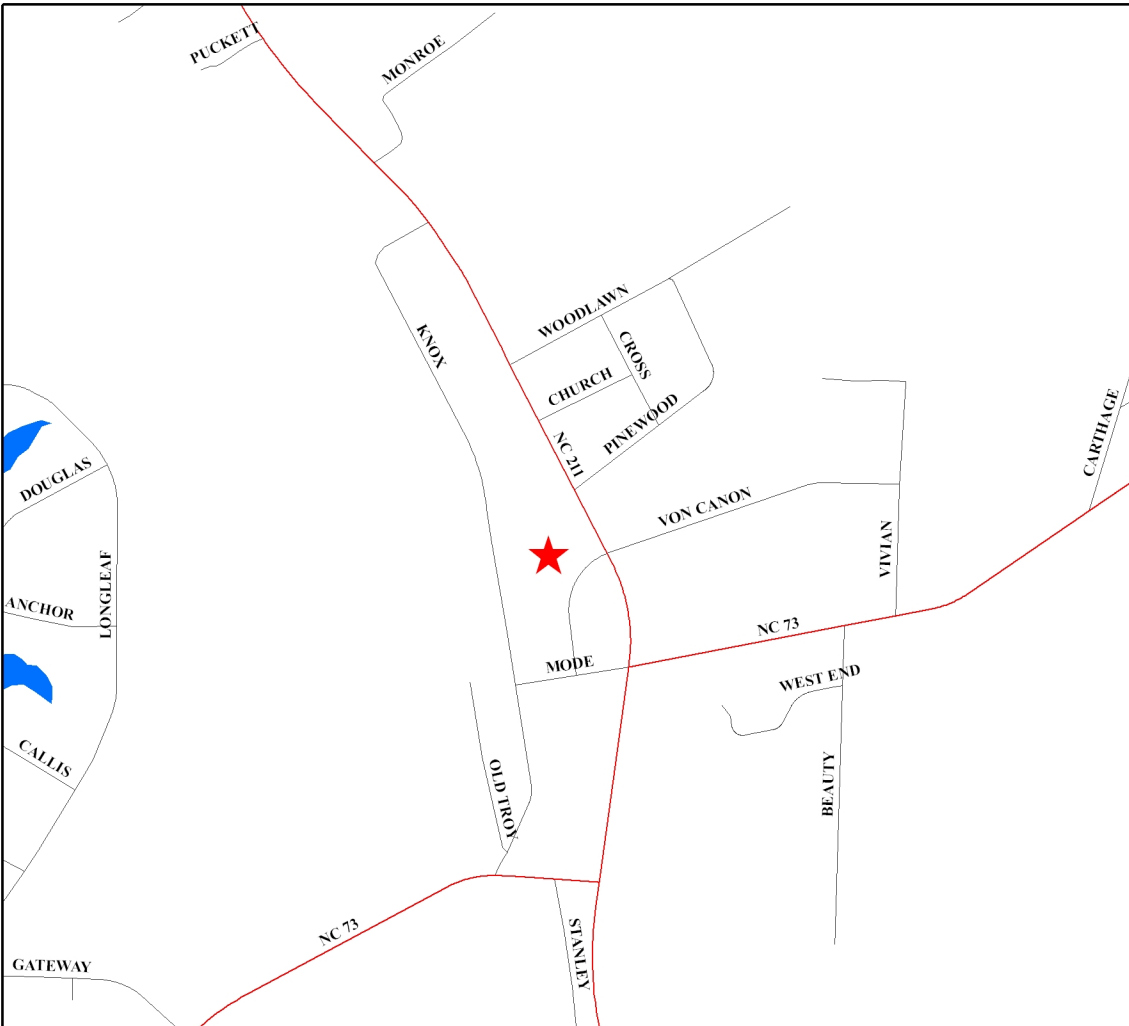 PUCKETT
MONROE
KNOX
WOODLAWN
CROSS
CHURCH
PINEWOOD
NC 211
CARTHAGE
DOUGLAS
VON CANON
VIVIAN
LONGLEAF
ANCHOR
NC 73
MODE
WEST END
CALLIS
OLD TROY
BEAUTY
NC 73
STANLEY
GATEWAY